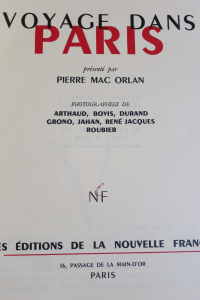 VOYAGE DANS
PARIS
présenté par
PIERRE MAC ORLAN
PHOTOGRAPHIES DE
ARTHAUD, BOVIS, DURAND
GRONO, JAHAN, RENÉ JACQUES
ROUBIER
NF
ES ÉDITIONS DE LA NOUVELLE FRANC
16, PASSAGE DE LA MAIN-D'OR
PARIS